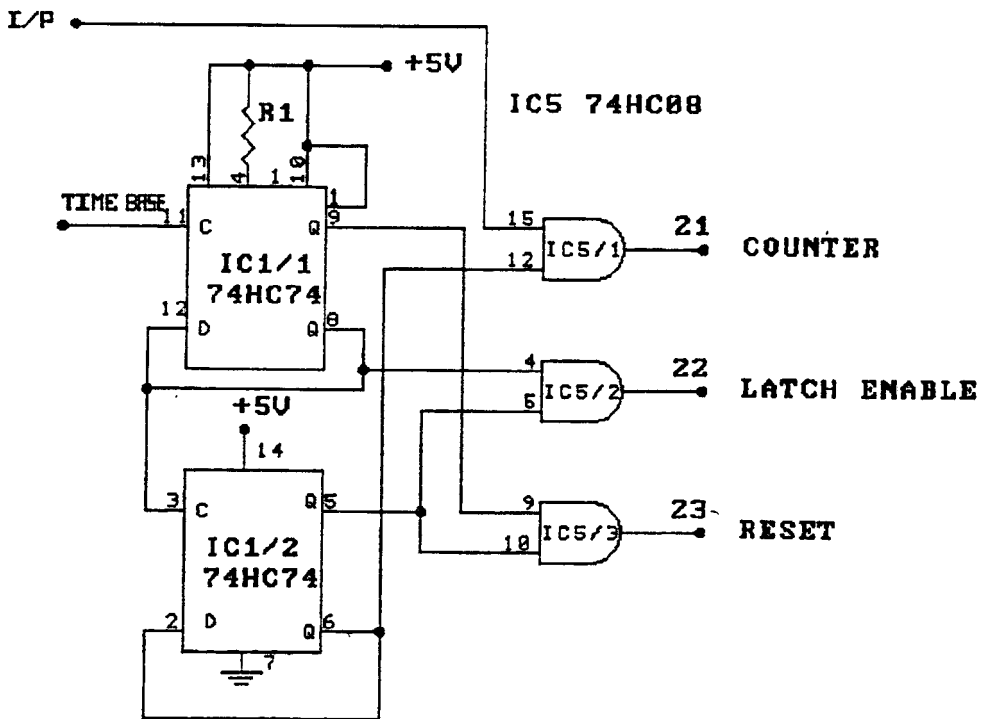 I/P
+5V
R1
IC5 74HC08
13
4
1
10
1
TIME BASE
11
C
Q
9
15
12
IC5/1
21
COUNTER
IC1/1
74HC74
12
D
Q
8
4
5
IC5/2
22
LATCH ENABLE
+5V
14
3
C
Q
5
9
10
IC5/3
23
RESET
IC1/2
74HC74
2
D
Q
6
7